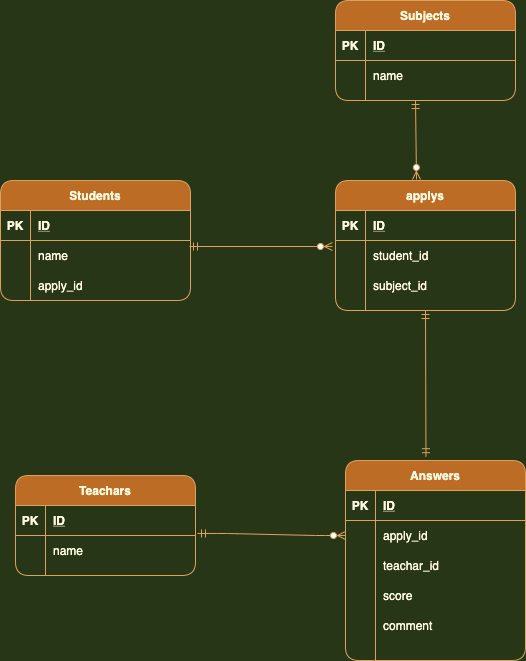 Subjects
PK ID
name
Students
PK ID
name
apply_id
applys
PK ID
student_id
subject_id
Teachars
PK ID
name
Answers
PK ID
apply_id
teachar_id
score
comment